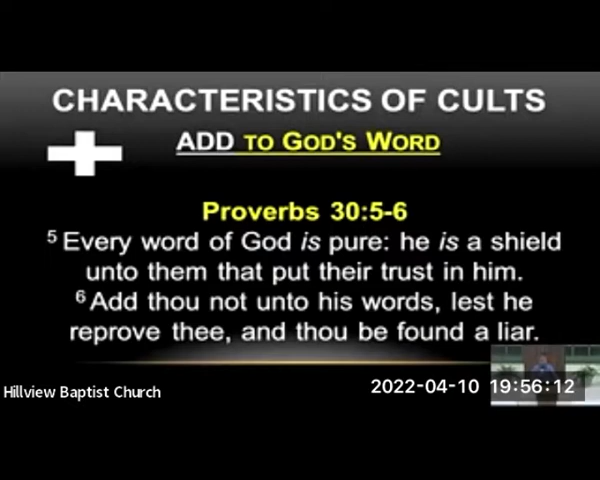 CHARACTERISTICS OF CULTS
ADD TO GOD'S WORD
Proverbs 30:5-6
5 Every word of God is pure: he is a shield
unto them that put their trust in him.
6 Add thou not unto his words, lest he
reprove thee, and thou be found a liar.
Hillview Baptist Church
2022-04-10 19:56:12